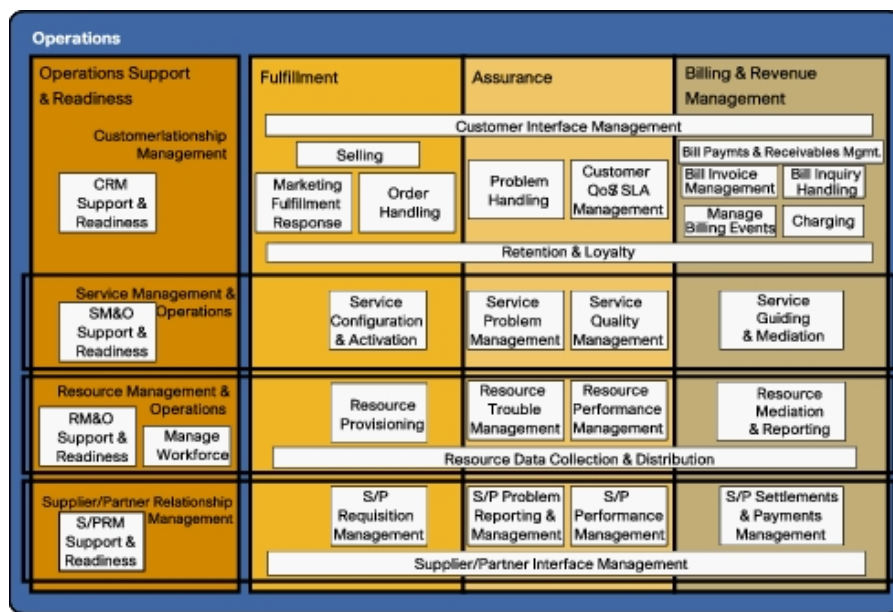 Operations
Operations Support
& Readiness
Fulfillment
Assurance
Billing & Revenue
Management
Customerlationship
Management
Customer Interface Management
Selling
Bill Paymts & Receivables Mgmt.
CRM
Support &
Readiness
Marketing
Fulfillment
Response
Order
Handling
Problem
Handling
Customer
QoS/ SLA
Management
Bill Invoice
Management
Bill Inquiry
Handling
Manage
Billing Events
Charging
Retention & Loyalty
Service Management &
Operations
SM&O
Support &
Readiness
Service
Configuration
& Activation
Service
Problem
Management
Service
Quality
Management
Service
Guiding
& Mediation
Resource Management &
Operations
RM&O
Support &
Readiness
Manage
Workforce
Resource
Provisioning
Resource
Trouble
Management
Resource
Performance
Management
Resource
Mediation
& Reporting
Resource Data Collection & Distribution
Supplier/Partner Relationship
Management
S/PRM
Support &
Readiness
S/P
Requisition
Management
S/P Problem
Reporting &
Management
S/P
Performance
Management
S/P Settlements
& Payments
Management
Supplier/Partner Interface Management